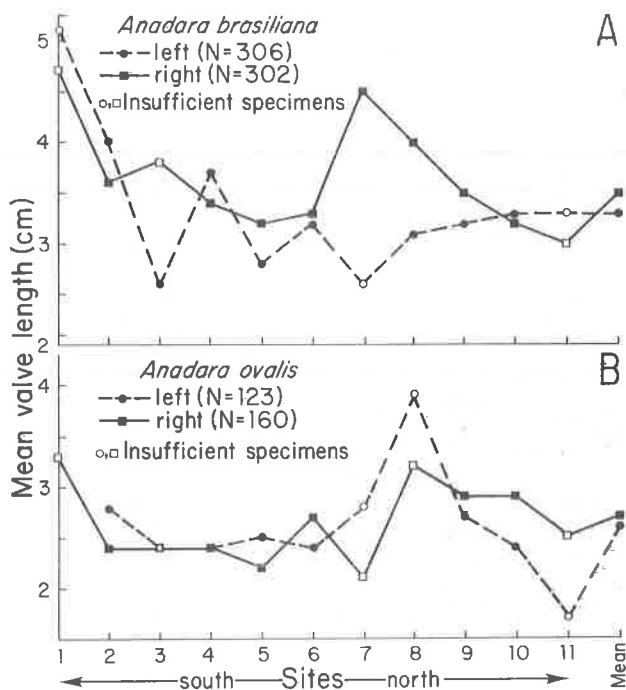 Anadara brasiliana
A
left (N=306)
right (N=302)
○,□ Insufficient specimens
5
4
3
2
Mean valve length (cm)
Anadara ovalis
B
left (N=123)
right (N=160)
○,□ Insufficient specimens
4
3
2
1 2 3 4 5 6 7 8 9 10 11 Mean
south Sites north